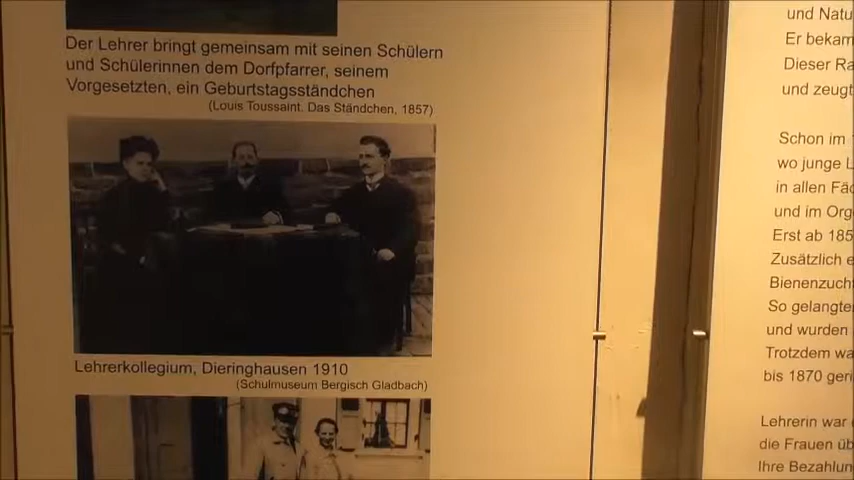 Der Lehrer bringt gemeinsam mit seinen Schülern
und Schülerinnen dem Dorfpfarrer, seinem
Vorgesetzten, ein Geburtstagsständchen
(Louis Toussaint. Das Ständchen, 1857)
Lehrerkollegium, Dieringhausen 1910
(Schulmuseum Bergisch Gladbach)
und Natur
Er bekam
Dieser Ra
und zeugt
Schon im
wo junge L
in allen Fäc
und im Org
Erst ab 185
Zusätzlich e
Bienenzucht
So gelangten
und wurden
Trotzdem wa
bis 1870 geri
Lehrerin war
die Frauen üb
Ihre Bezahlun